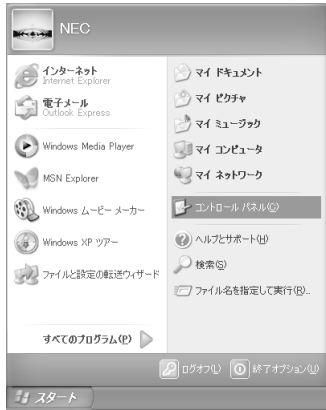 NEC
インターネット
Internet Explorer
電子メール
Outlook Express
Windows Media Player
MSN Explorer
Windows ムービー メーカー
Windows XP ツアー
ファイルと設定の転送ウィザード
すべてのプログラム(P)
マイ ドキュメント
マイ ピクチャ
マイ ミュージック
マイ コンピュータ
マイ ネットワーク
コントロール パネル(C)
ヘルプとサポート(H)
検索(S)
ファイル名を指定して実行(R)...
ログオフ(L)
終了オプション(U)
スタート